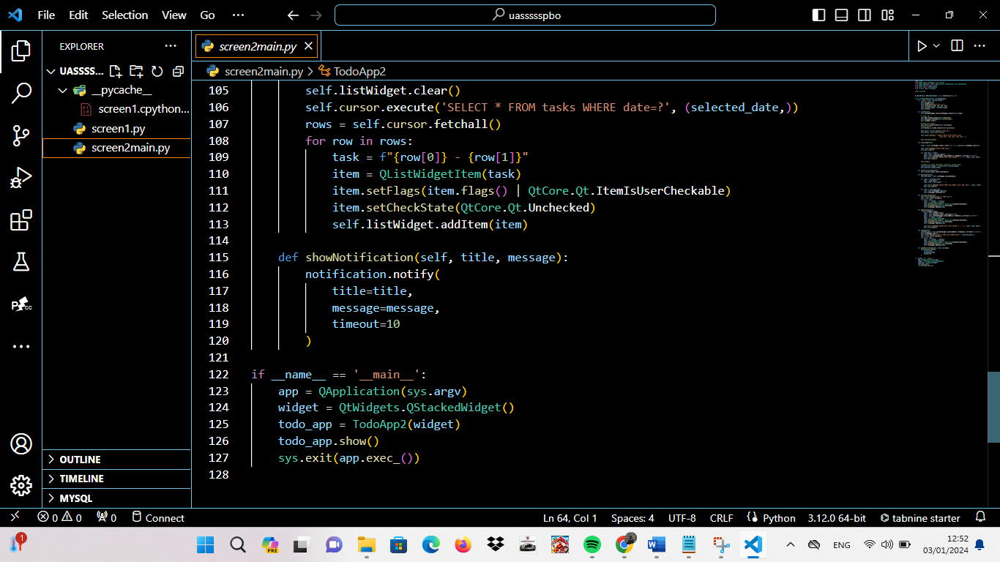 File Edit Selection View Go ··· uassssspbo
EXPLORER ···
screen2main.py
UASSSS...
screen2main.py > TodoApp2
__pycache__
screen1.cpython...
screen1.py
screen2main.py
105 self.listWidget.clear()
106 self.cursor.execute('SELECT * FROM tasks WHERE date=?', (selected_date,))
107 rows = self.cursor.fetchall()
108 for row in rows:
109 task = f"{row[0]} - {row[1]}"
110 item = QListWidgetItem(task)
111 item.setFlags(item.flags() | QtCore.Qt.ItemIsUserCheckable)
112 item.setCheckState(QtCore.Qt.Unchecked)
113 self.listWidget.addItem(item)
114
115 def showNotification(self, title, message):
116 notification.notify(
117 title=title,
118 message=message,
119 timeout=10
120 )
121
122 if __name__ == '__main__':
123 app = QApplication(sys.argv)
124 widget = QtWidgets.QStackedWidget()
125 todo_app = TodoApp2(widget)
126 todo_app.show()
127 sys.exit(app.exec_())
128
OUTLINE
TIMELINE
MYSQL
0 0 0 Connect Ln 64, Col 1 Spaces: 4 UTF-8 CRLF Python 3.12.0 64-bit tabnine starter
1 PRE ENG 12:52
03/01/2024